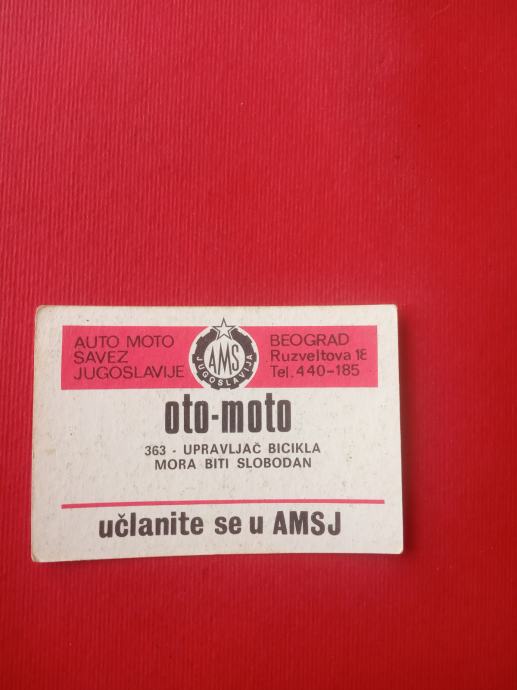 AUTO MOTO
SAVEZ
JUGOSLAVIJE
AMS
JUGOSLAVIJA
BEOGRAD
Ruzveltova 18
Tel. 440-185
oto-moto
363 - UPRAVLJAČ BICIKLA
MORA BITI SLOBODAN
učlanite se u AMSJ